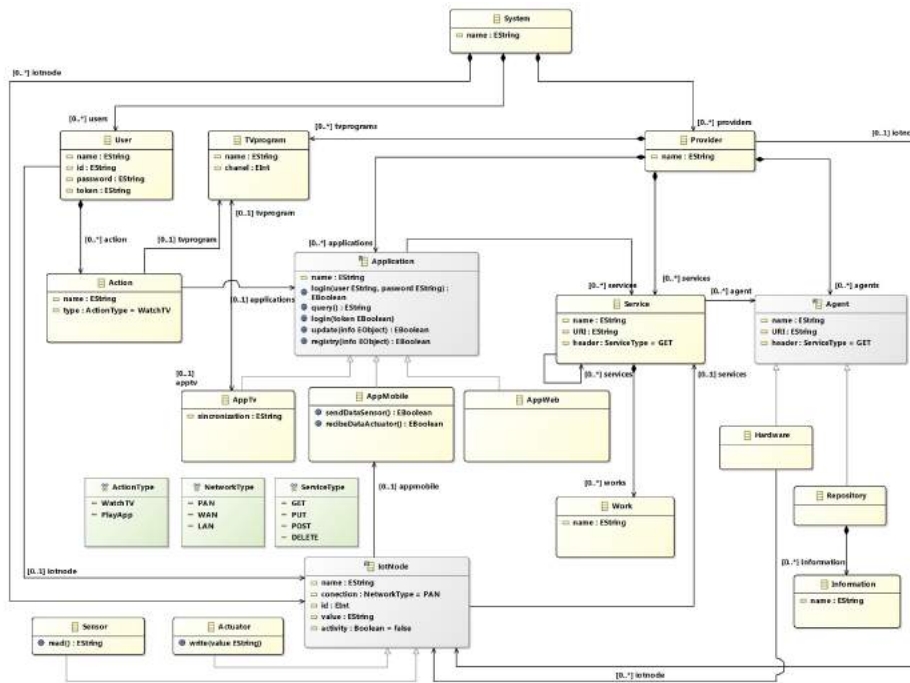 System
name : EString
[0..*] iotnode
[0..*] users
[0..*] tvprograms
[0..*] providers
[0..1] iotno
User
name : EString
id : EString
password : EString
token : EString
TVprogram
name : EString
chanel : EInt
Provider
name : EString
[0..*] action
[0..1] tvprogram
[0..1] tvprogram
[0..*] applications
[0..*] services
[0..*] agents
Action
name : EString
type : ActionType = WatchTV
[0..1] applications
Application
name : EString
login(user EString, pasword EString) :
EBoolean
query() : EString
login(token EBoolean)
update(info EObject) : EBoolean
registry(info EObject) : EBoolean
[0..*] services
[0..*] agent
Service
name : EString
URI : EString
header : ServiceType = GET
Agent
name : EString
URI : EString
header : ServiceType = GET
[0..1]
apptv
[0..*] services
[0..1] services
AppTv
sincronization : EString
AppMobile
sendDataSensor() : EBoolean
recibeDataActuator() : EBoolean
AppWeb
Hardware
ActionType
WatchTV
PlayApp
NetworkType
PAN
WAN
LAN
ServiceType
GET
PUT
POST
DELETE
[0..1] appmobile
[0..*] works
Work
name : EString
Repository
[0..*] information
Information
name : EString
[0..1] iotnode
[0..*] iotnode
IotNode
name : EString
conection : NetworkType = PAN
id : EInt
value : EString
activity : Boolean = false
Sensor
read() : EString
Actuator
write(value EString)
[0..*] iotnode